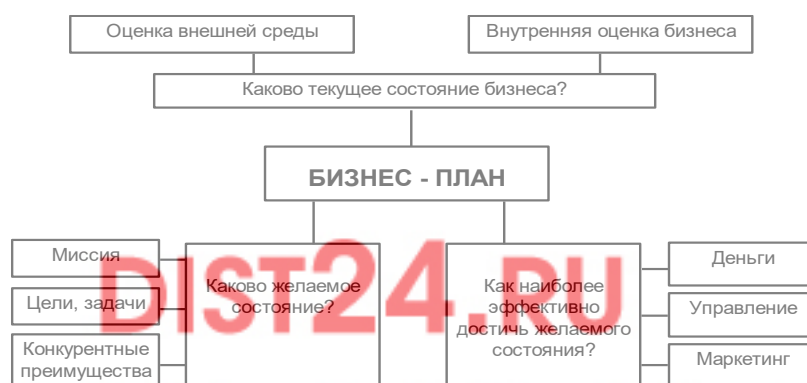 Оценка внешней среды
Внутренняя оценка бизнеса
Каково текущее состояние бизнеса?
БИЗНЕС - ПЛАН
Миссия
Цели, задачи
Конкурентные
преимущества
Каково желаемое
состояние?
Как наиболее
эффективно
достичь желаемого
состояния?
Деньги
Управление
Маркетинг
DIST24.RU